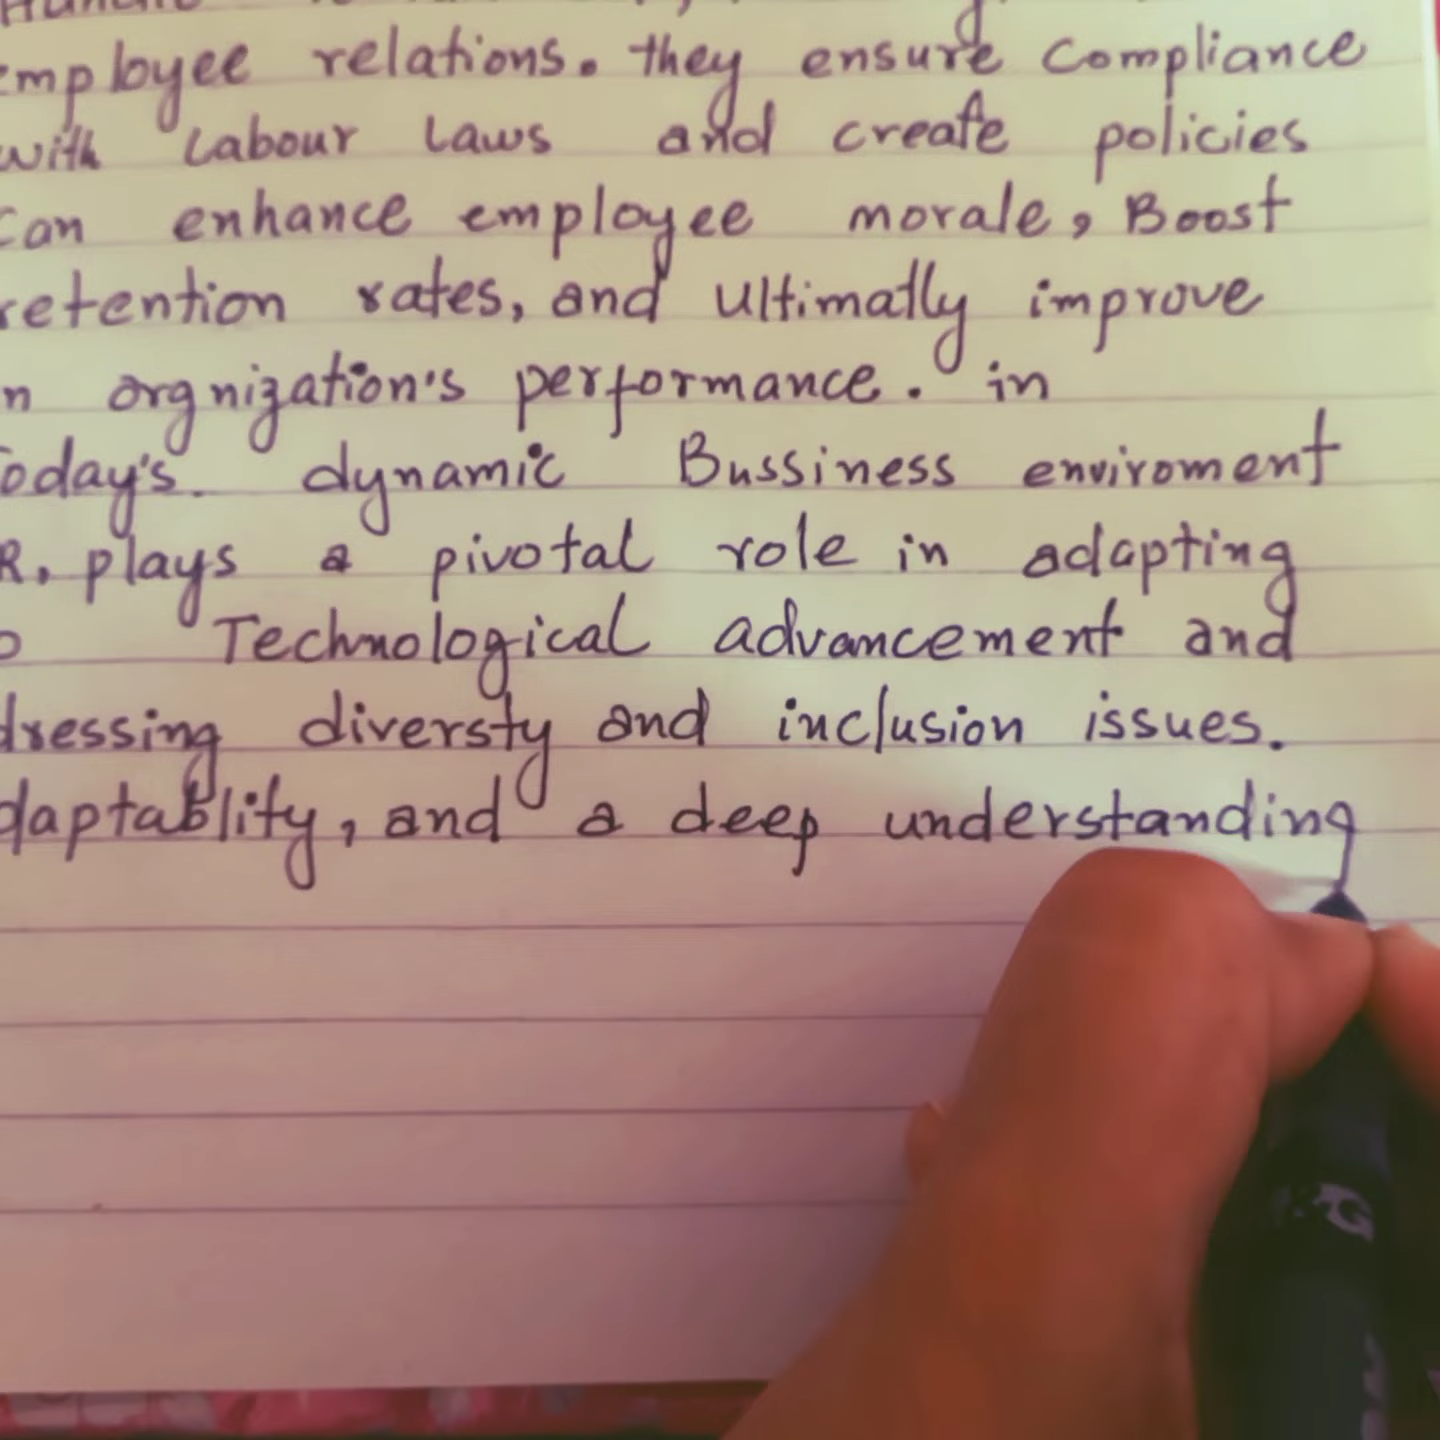 employee relations. they ensure compliance
with Labour Laws and create policies
Can enhance employee morale, Boost
retention rates, and ultimatly improve
n orgnization's performance. in
Today's. dynamic Bussiness enviroment
R. plays a pivotal role in adapting
o Technological advancement and
dressing diversty and inclusion issues.
daptablity, and a deep understanding